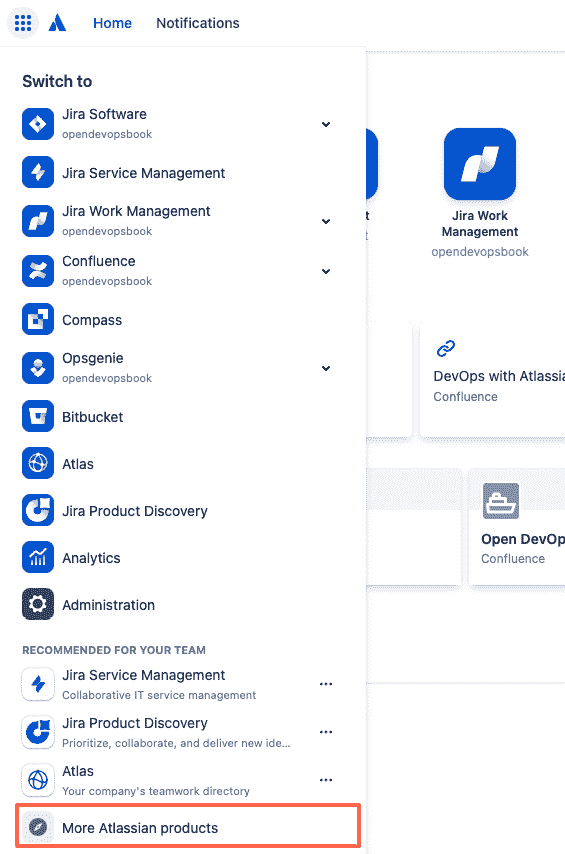 Home
Notifications
Switch to
Jira Software
opendevopsbook
Jira Service Management
Jira Work Management
opendevopsbook
Confluence
opendevopsbook
Compass
Opsgenie
opendevopsbook
Bitbucket
Atlas
Jira Product Discovery
Analytics
Administration
RECOMMENDED FOR YOUR TEAM
Jira Service Management
Collaborative IT service management
Jira Product Discovery
Prioritize, collaborate, and deliver new ide...
Atlas
Your company's teamwork directory
More Atlassian products
Jira Work
Management
opendevopsbook
DevOps with Atlassia
Confluence
Open DevOp
Confluence